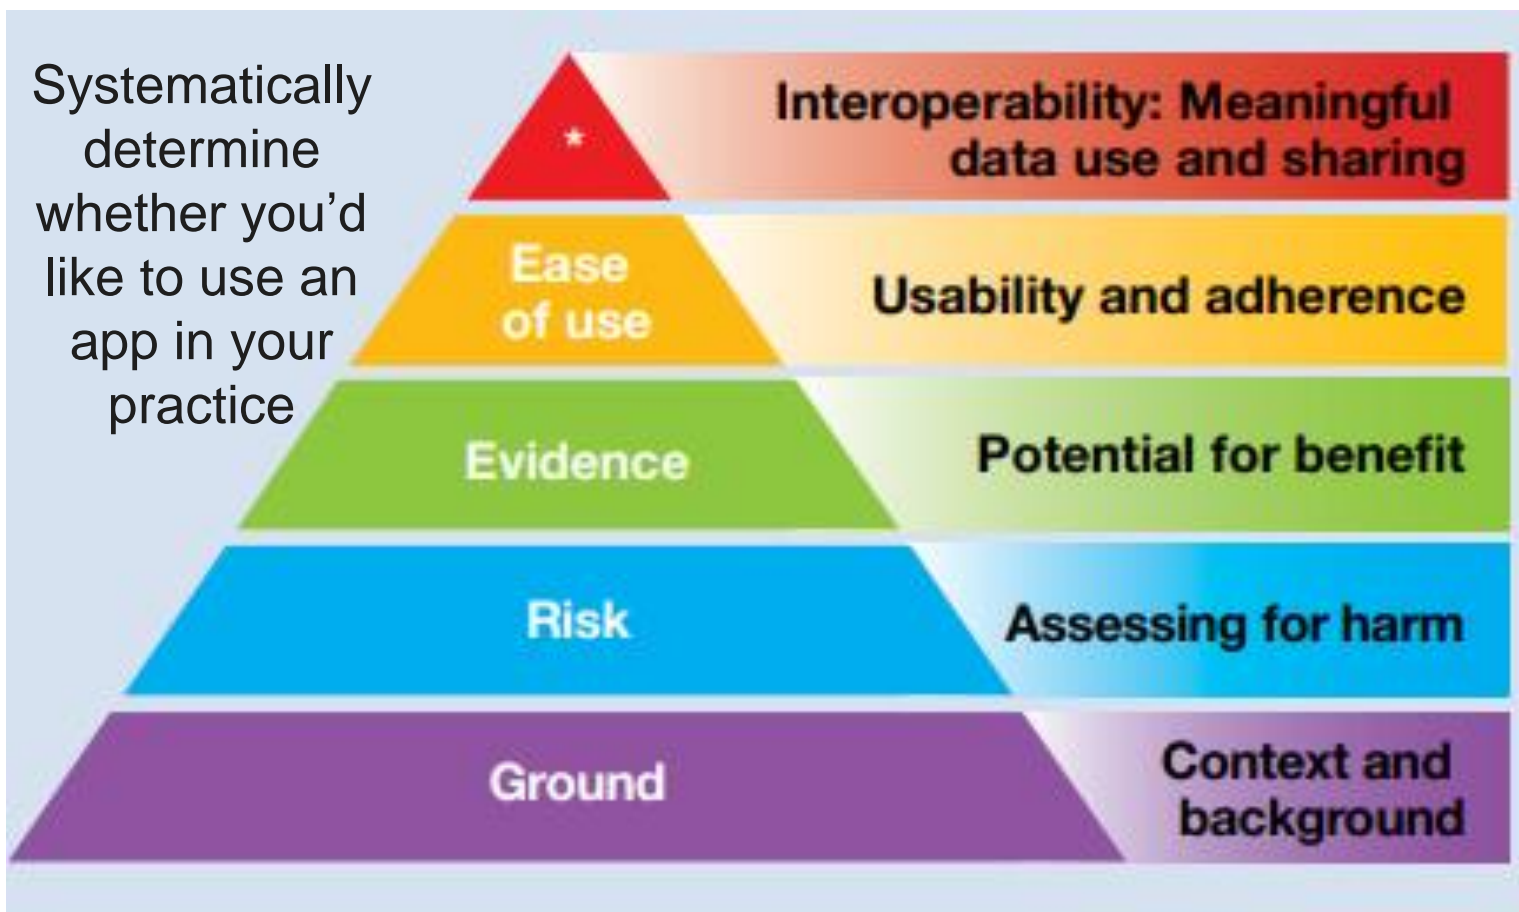 Systematically
determine
whether you’d
like to use an
app in your
practice
*
Interoperability: Meaningful
data use and sharing
Ease
of use
Usability and adherence
Evidence
Potential for benefit
Risk
Assessing for harm
Ground
Context and
background